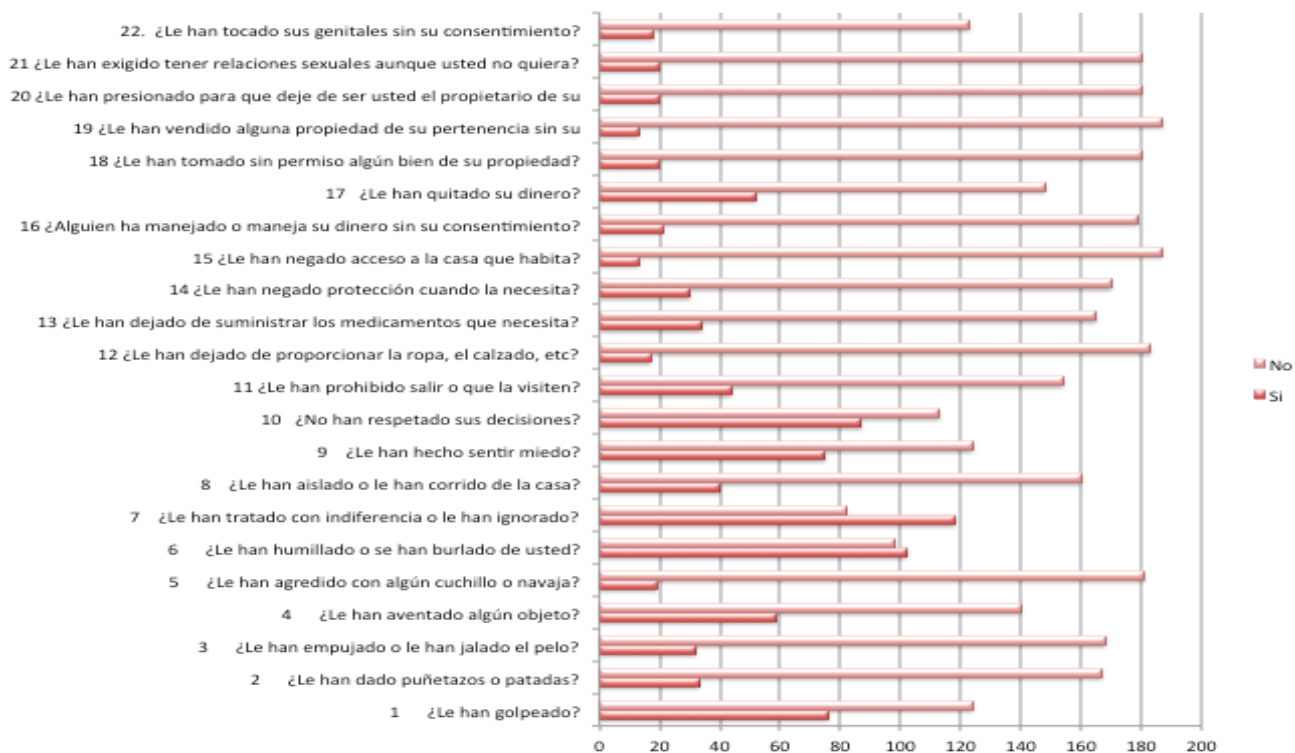 22. ¿Le han tocado sus genitales sin su consentimiento?
21 ¿Le han exigido tener relaciones sexuales aunque usted no quiera?
20 ¿Le han presionado para que deje de ser usted el propietario de su
19 ¿Le han vendido alguna propiedad de su pertenencia sin su
18 ¿Le han tomado sin permiso algún bien de su propiedad?
17 ¿Le han quitado su dinero?
16 ¿Alguien ha manejado o maneja su dinero sin su consentimiento?
15 ¿Le han negado acceso a la casa que habita?
14 ¿Le han negado protección cuando la necesita?
13 ¿Le han dejado de suministrar los medicamentos que necesita?
12 ¿Le han dejado de proporcionar la ropa, el calzado, etc?
11 ¿Le han prohibido salir o que la visiten?
10 ¿No han respetado sus decisiones?
9 ¿Le han hecho sentir miedo?
8 ¿Le han aislado o le han corrido de la casa?
7 ¿Le han tratado con indiferencia o le han ignorado?
6 ¿Le han humillado o se han burlado de usted?
5 ¿Le han agredido con algún cuchillo o navaja?
4 ¿Le han aventado algún objeto?
3 ¿Le han empujado o le han jalado el pelo?
2 ¿Le han dado puñetazos o patadas?
1 ¿Le han golpeado?
0 20 40 60 80 100 120 140 160 180 200
No
Si